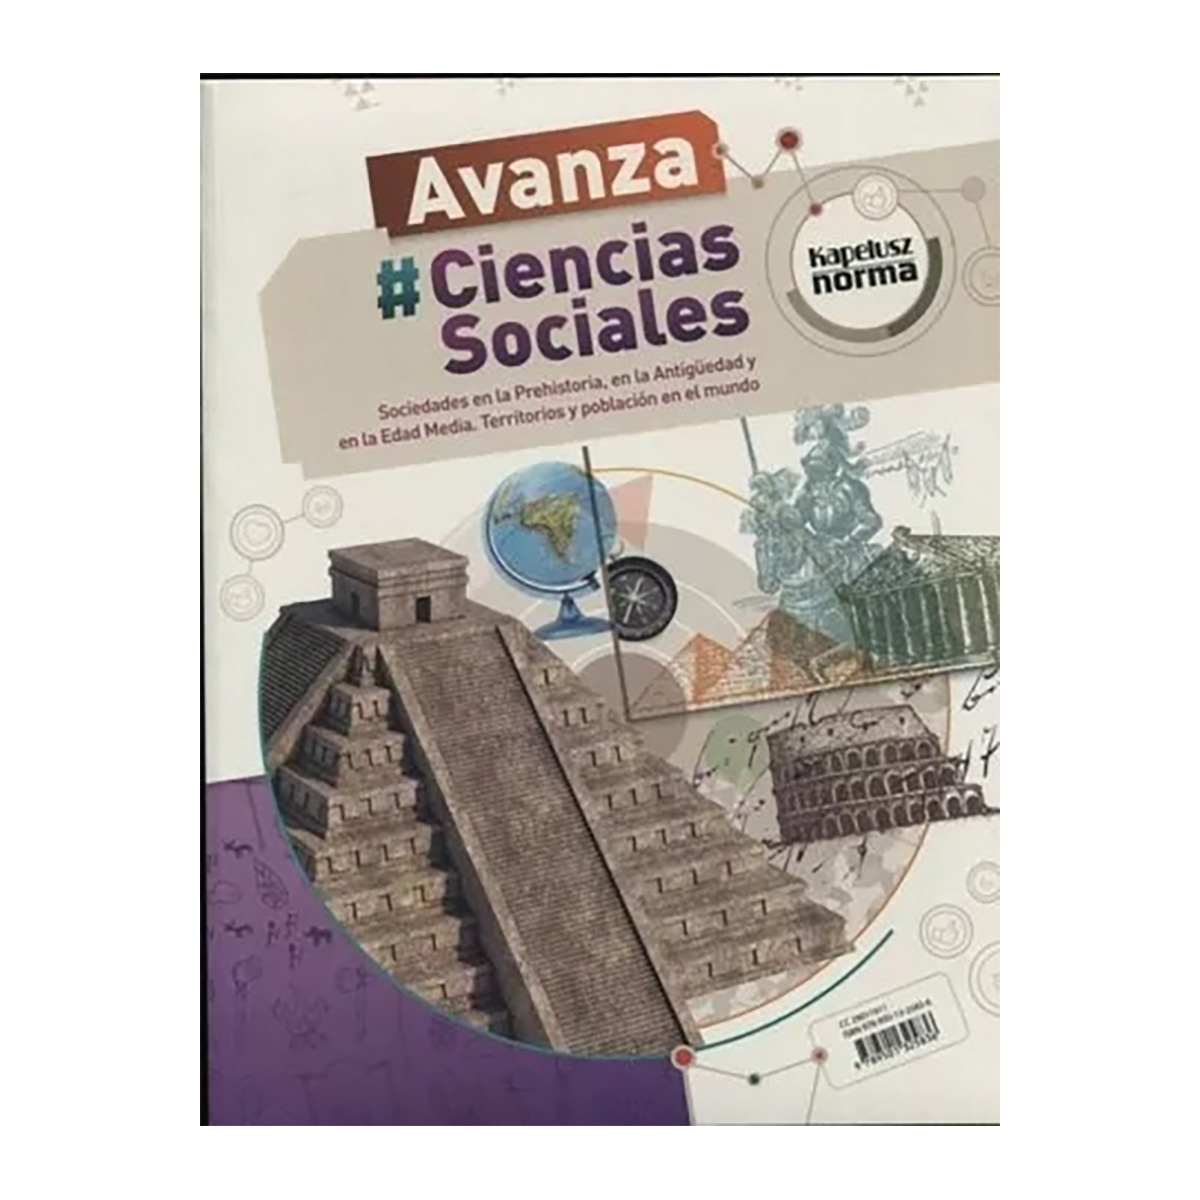 Avanza
#Ciencias
Sociales
Kapelusz
norma
Sociedades en la Prehistoria, en la Antigüedad y
en la Edad Media. Territorios y población en el mundo